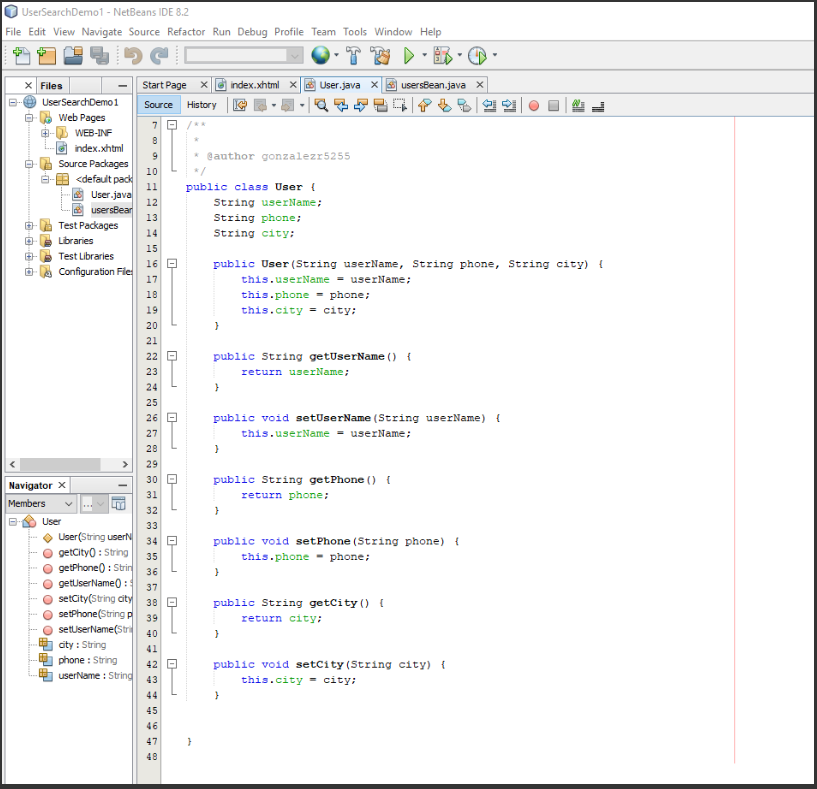 UserSearchDemo1 - NetBeans IDE 8.2
File Edit View Navigate Source Refactor Run Debug Profile Team Tools Window Help
Files
UserSearchDemo1
Web Pages
WEB-INF
index.xhtml
Source Packages
<default pack
User.java
usersBear
Test Packages
Libraries
Test Libraries
Configuration Files
Navigator
Members
...
User
User(String userN
getCity() : String
getPhone() : Strin
getUserName() : S
setCity(String city
setPhone(String p
setUserName(Stri
city : String
phone : String
userName : String
Start Page index.xhtml User.java usersBean.java
Source History
7 /**
8 *
9 * @author gonzalezr5255
10 */
11 public class User {
12 String userName;
13 String phone;
14 String city;
15
16 public User(String userName, String phone, String city) {
17 this.userName = userName;
18 this.phone = phone;
19 this.city = city;
20 }
21
22 public String getUserName() {
23 return userName;
24 }
25
26 public void setUserName(String userName) {
27 this.userName = userName;
28 }
29
30 public String getPhone() {
31 return phone;
32 }
33
34 public void setPhone(String phone) {
35 this.phone = phone;
36 }
37
38 public String getCity() {
39 return city;
40 }
41
42 public void setCity(String city) {
43 this.city = city;
44 }
45
46
47 }
48